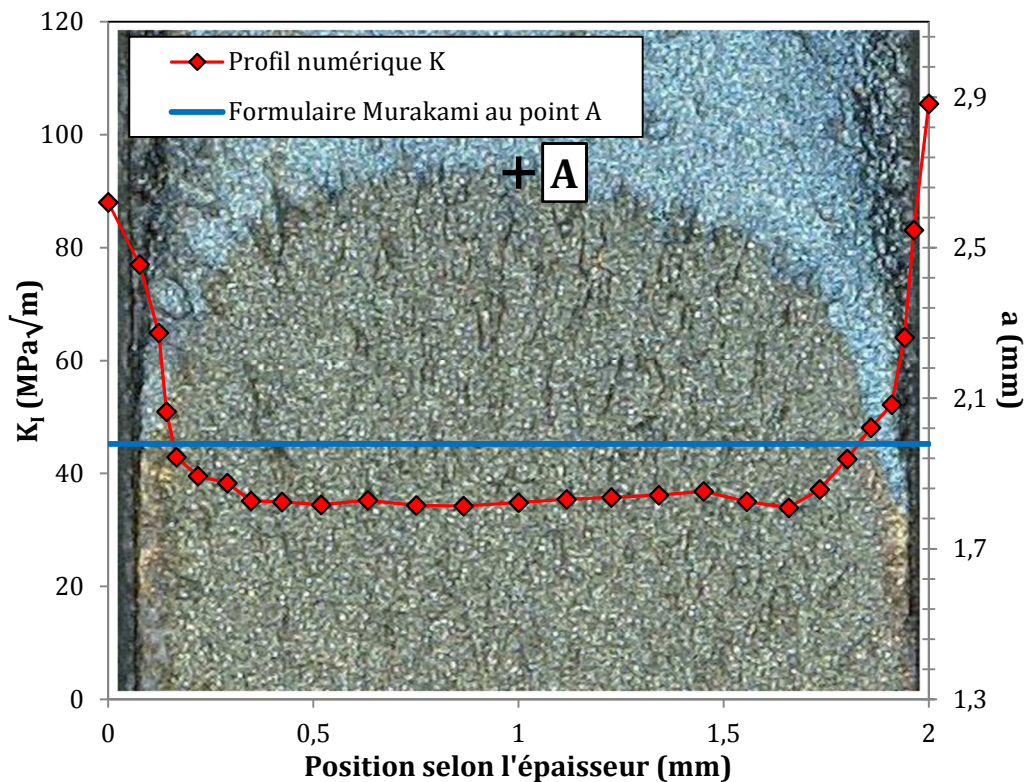 120
100
80
60
40
20
0
K_I (MPa√m)
Profil numérique K
Formulaire Murakami au point A
A
2,9
2,5
2,1
1,7
1,3
a (mm)
0
0,5
1
1,5
2
Position selon l'épaisseur (mm)